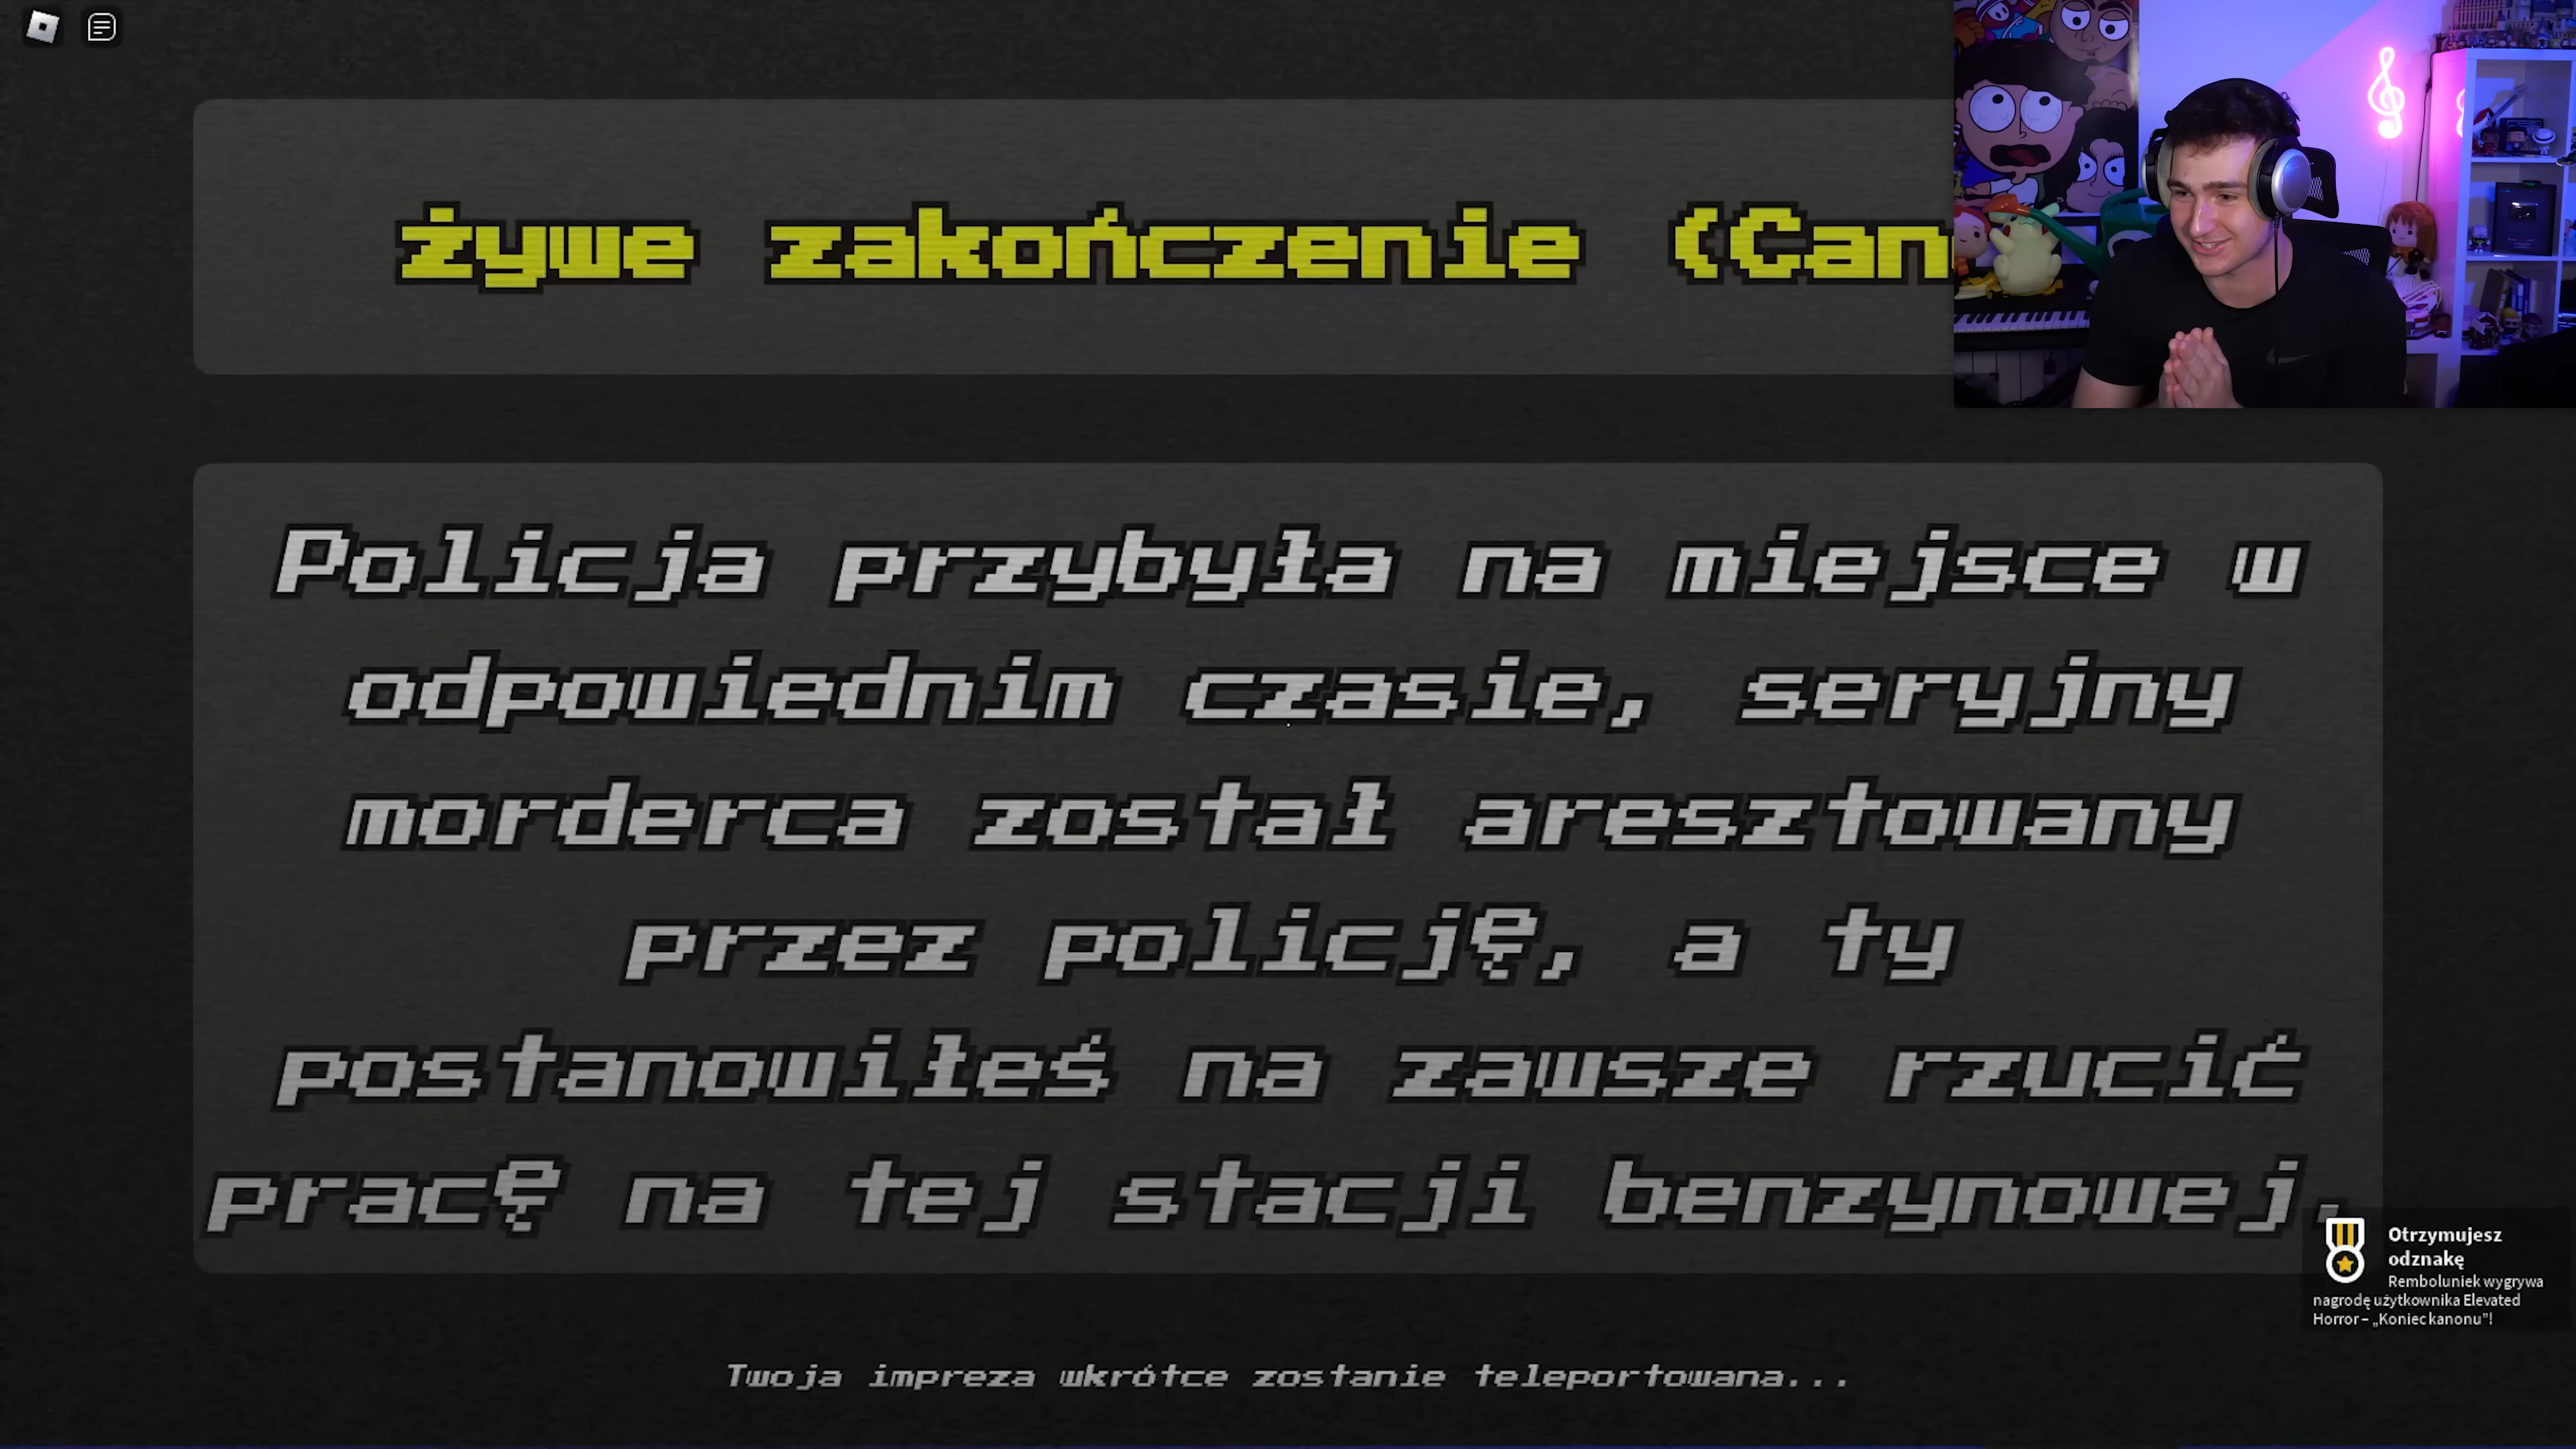 żywe zakończenie (Can
Policja przybyła na miejsce w
odpowiednim czasie, seryjny
morderca został aresztowany
przez policję, a ty
postanowiłeś na zawsze rzucić
pracę na tej stacji benzynowej.
Otrzymujesz
odznakę
Remboluniek wygrywa
nagrodę użytkownika Elevated
Horror – „Koniec kanonu”!
Twoja impreza wkrótce zostanie teleportowana...